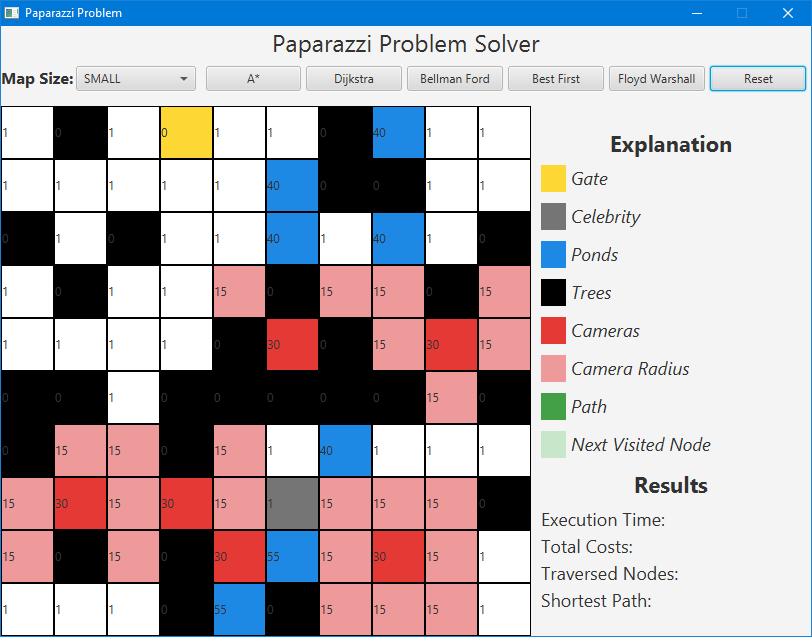 Paparazzi Problem
Paparazzi Problem Solver
Map Size: SMALL A* Dijkstra Bellman Ford Best First Floyd Warshall Reset
1 0 1 0 1 1 0 40 1 1
1 1 1 1 1 40 0 0 1 1
0 1 0 1 1 40 1 40 1 0
1 0 1 1 15 0 15 15 0 15
1 1 1 1 0 30 0 15 30 15
0 0 1 0 0 0 0 0 15 0
0 15 15 0 15 1 40 1 1 1
15 30 15 30 15 1 15 15 15 0
15 0 15 0 30 55 15 30 15 1
1 1 1 0 55 0 15 15 15 1
Explanation
Gate
Celebrity
Ponds
Trees
Cameras
Camera Radius
Path
Next Visited Node
Results
Execution Time:
Total Costs:
Traversed Nodes:
Shortest Path: